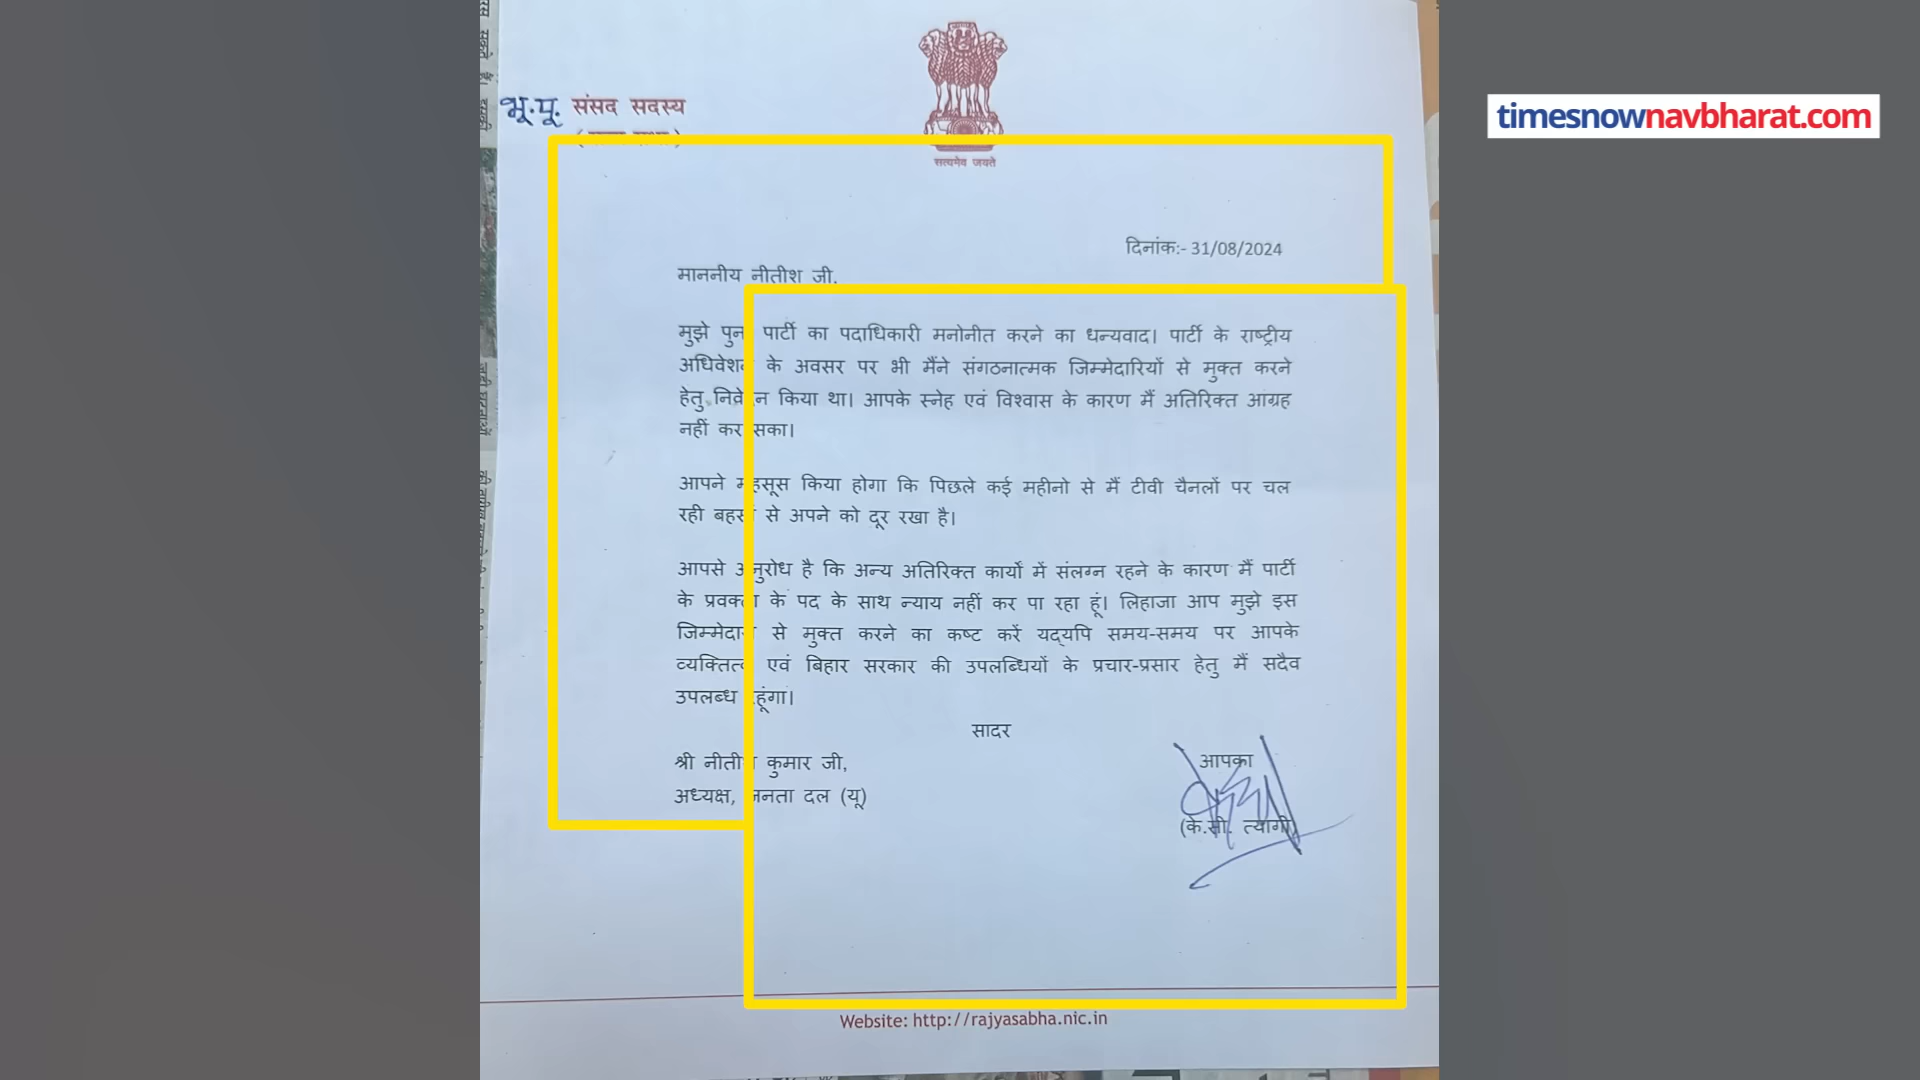 timesnownavbharat.com
भू.पू. संसद सदस्य
सत्यमेव जयते
दिनांक:- 31/08/2024
माननीय नीतीश जी,
मुझे पुन पार्टी का पदाधिकारी मनोनीत करने का धन्यवाद। पार्टी के राष्ट्रीय
अधिवेशन के अवसर पर भी मैंने संगठनात्मक जिम्मेदारियों से मुक्त करने
हेतु निवेदन किया था। आपके स्नेह एवं विश्वास के कारण मैं अतिरिक्त आग्रह
नहीं कर सका।
आपने महसूस किया होगा कि पिछले कई महीनो से मैं टीवी चैनलों पर चल
रही बहसों से अपने को दूर रखा है।
आपसे अनुरोध है कि अन्य अतिरिक्त कार्यों में संलग्न रहने के कारण मैं पार्टी
के प्रवक्ता के पद के साथ न्याय नहीं कर पा रहा हूं। लिहाजा आप मुझे इस
जिम्मेदारी से मुक्त करने का कष्ट करें यद्यपि समय-समय पर आपके
व्यक्तित्व एवं बिहार सरकार की उपलब्धियों के प्रचार-प्रसार हेतु मैं सदैव
उपलब्ध रहूंगा।
सादर
श्री नीतीश कुमार जी,
अध्यक्ष, जनता दल (यू)
आपका
(के.सी. त्यागी)
Website: http://rajyasabha.nic.in